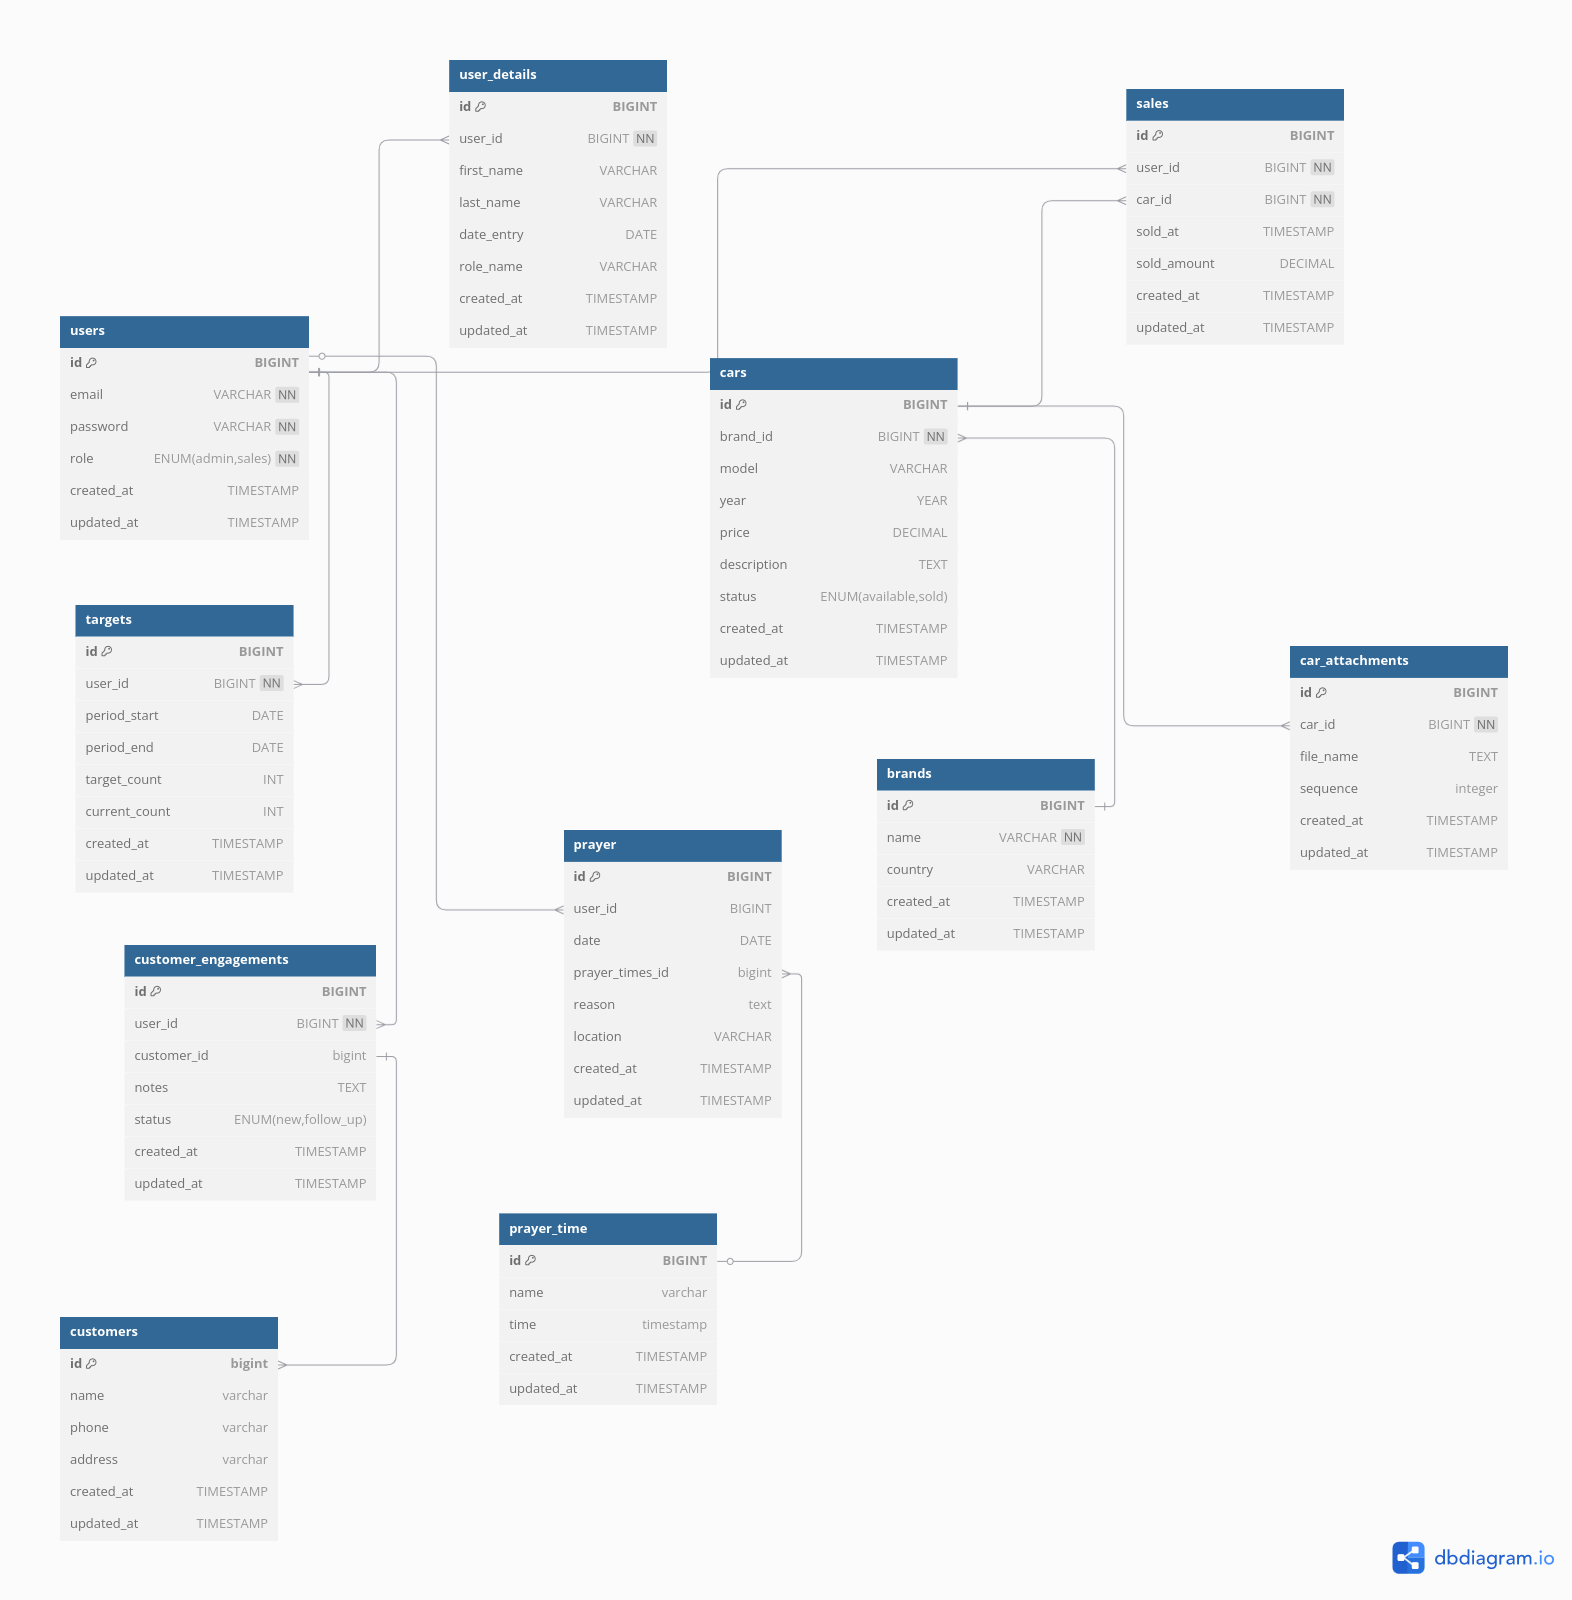 user_details
id BIGINT
user_id BIGINT NN
first_name VARCHAR
last_name VARCHAR
date_entry DATE
role_name VARCHAR
created_at TIMESTAMP
updated_at TIMESTAMP
sales
id BIGINT
user_id BIGINT NN
car_id BIGINT NN
sold_at TIMESTAMP
sold_amount DECIMAL
created_at TIMESTAMP
updated_at TIMESTAMP
users
id BIGINT
email VARCHAR NN
password VARCHAR NN
role ENUM(admin,sales) NN
created_at TIMESTAMP
updated_at TIMESTAMP
cars
id BIGINT
brand_id BIGINT NN
model VARCHAR
year YEAR
price DECIMAL
description TEXT
status ENUM(available,sold)
created_at TIMESTAMP
updated_at TIMESTAMP
targets
id BIGINT
user_id BIGINT NN
period_start DATE
period_end DATE
target_count INT
current_count INT
created_at TIMESTAMP
updated_at TIMESTAMP
car_attachments
id BIGINT
car_id BIGINT NN
file_name TEXT
sequence integer
created_at TIMESTAMP
updated_at TIMESTAMP
brands
id BIGINT
name VARCHAR NN
country VARCHAR
created_at TIMESTAMP
updated_at TIMESTAMP
prayer
id BIGINT
user_id BIGINT
date DATE
prayer_times_id bigint
reason text
location VARCHAR
created_at TIMESTAMP
updated_at TIMESTAMP
customer_engagements
id BIGINT
user_id BIGINT NN
customer_id bigint
notes TEXT
status ENUM(new,follow_up)
created_at TIMESTAMP
updated_at TIMESTAMP
prayer_time
id BIGINT
name varchar
time timestamp
created_at TIMESTAMP
updated_at TIMESTAMP
customers
id bigint
name varchar
phone varchar
address varchar
created_at TIMESTAMP
updated_at TIMESTAMP
dbdiagram.io